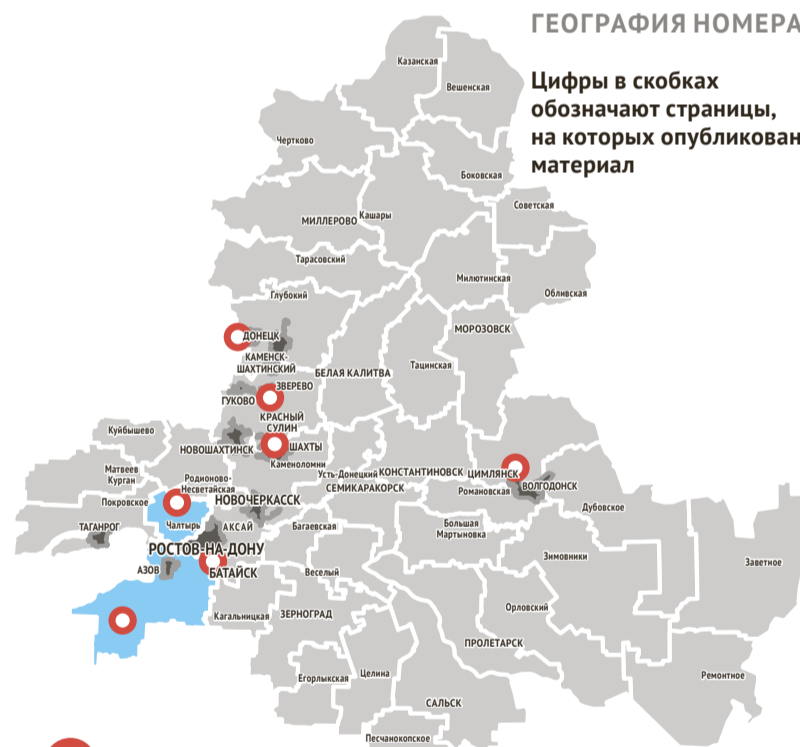 ГЕОГРАФИЯ НОМЕРА
Цифры в скобках
обозначают страницы,
на которых опубликован
материал
Казанская
Вешенская
Чертково
Боковская
Советская
МИЛЛЕРОВО
Кашары
Тарасовский
Милютинская
Обливская
Глубокий
МОРОЗОВСК
ДОНЕЦК
КАМЕНСК-
ШАХТИНСКИЙ
БЕЛАЯ КАЛИТВА
Тацинская
ЗВЕРЕВО
ГУКОВО
КРАСНЫЙ
СУЛИН
Куйбышево
НОВОШАХТИНСК
ШАХТЫ
Каменоломни
Матвеев
Курган
Родионово-
Несветайская
Усть-Донецкий
КОНСТАНТИНОВСК
ЦИМЛЯНСК
СЕМИКАРАКОРСК
Романовская
ВОЛГОДОНСК
Покровское
НОВОЧЕРКАССК
Дубовское
ТАГАНРОГ
Чалтырь
АКСАЙ
Багаевская
Большая
Мартыновка
РОСТОВ-НА-ДОНУ
Зимовники
Заветное
АЗОВ
БАТАЙСК
Веселый
Кагальницкая
ЗЕРНОГРАД
Орловский
ПРОЛЕТАРСК
Егорлыкская
Целина
Ремонтное
САЛЬСК
Песчанокопское